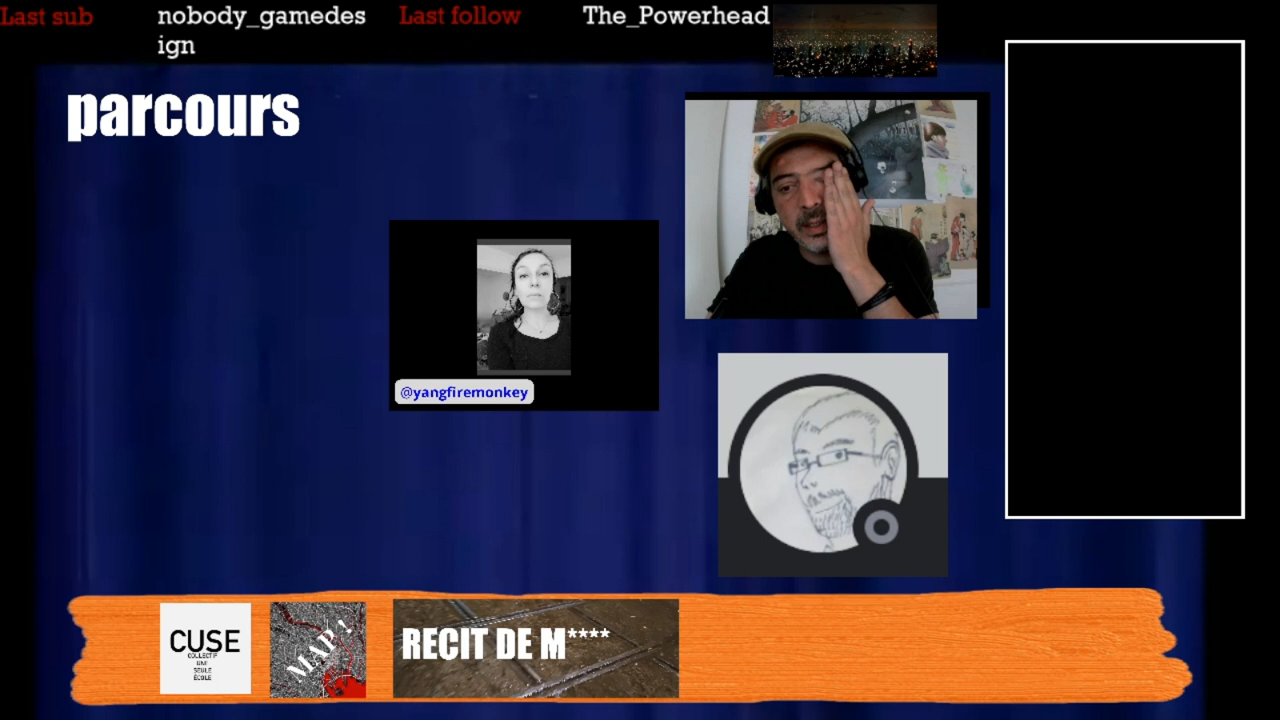 Last sub
nobody_gamedes
ign
Last follow
The_Powerhead
parcours
@yangfiremonkey
CUSE
COLLECTIF
UNE
SEULE
ÉCOLE
MAP !
RECIT DE M****